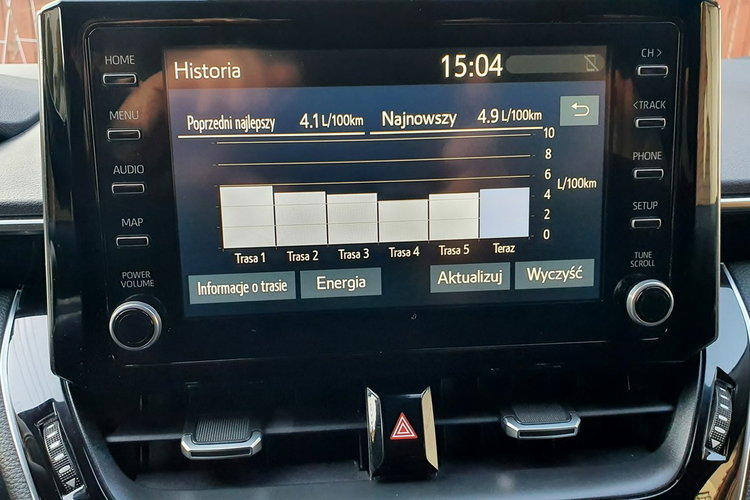 HOME
MENU
AUDIO
MAP
POWER
VOLUME
Historia
15:04
Poprzedni najlepszy 4.1 L/100km
Najnowszy 4.9 L/100km
10
8
6
4
2
0
L/100km
Trasa 1 Trasa 2 Trasa 3 Trasa 4 Trasa 5 Teraz
Informacje o trasie Energia Aktualizuj Wyczyść
CH >
< TRACK
PHONE
SETUP
TUNE
SCROLL